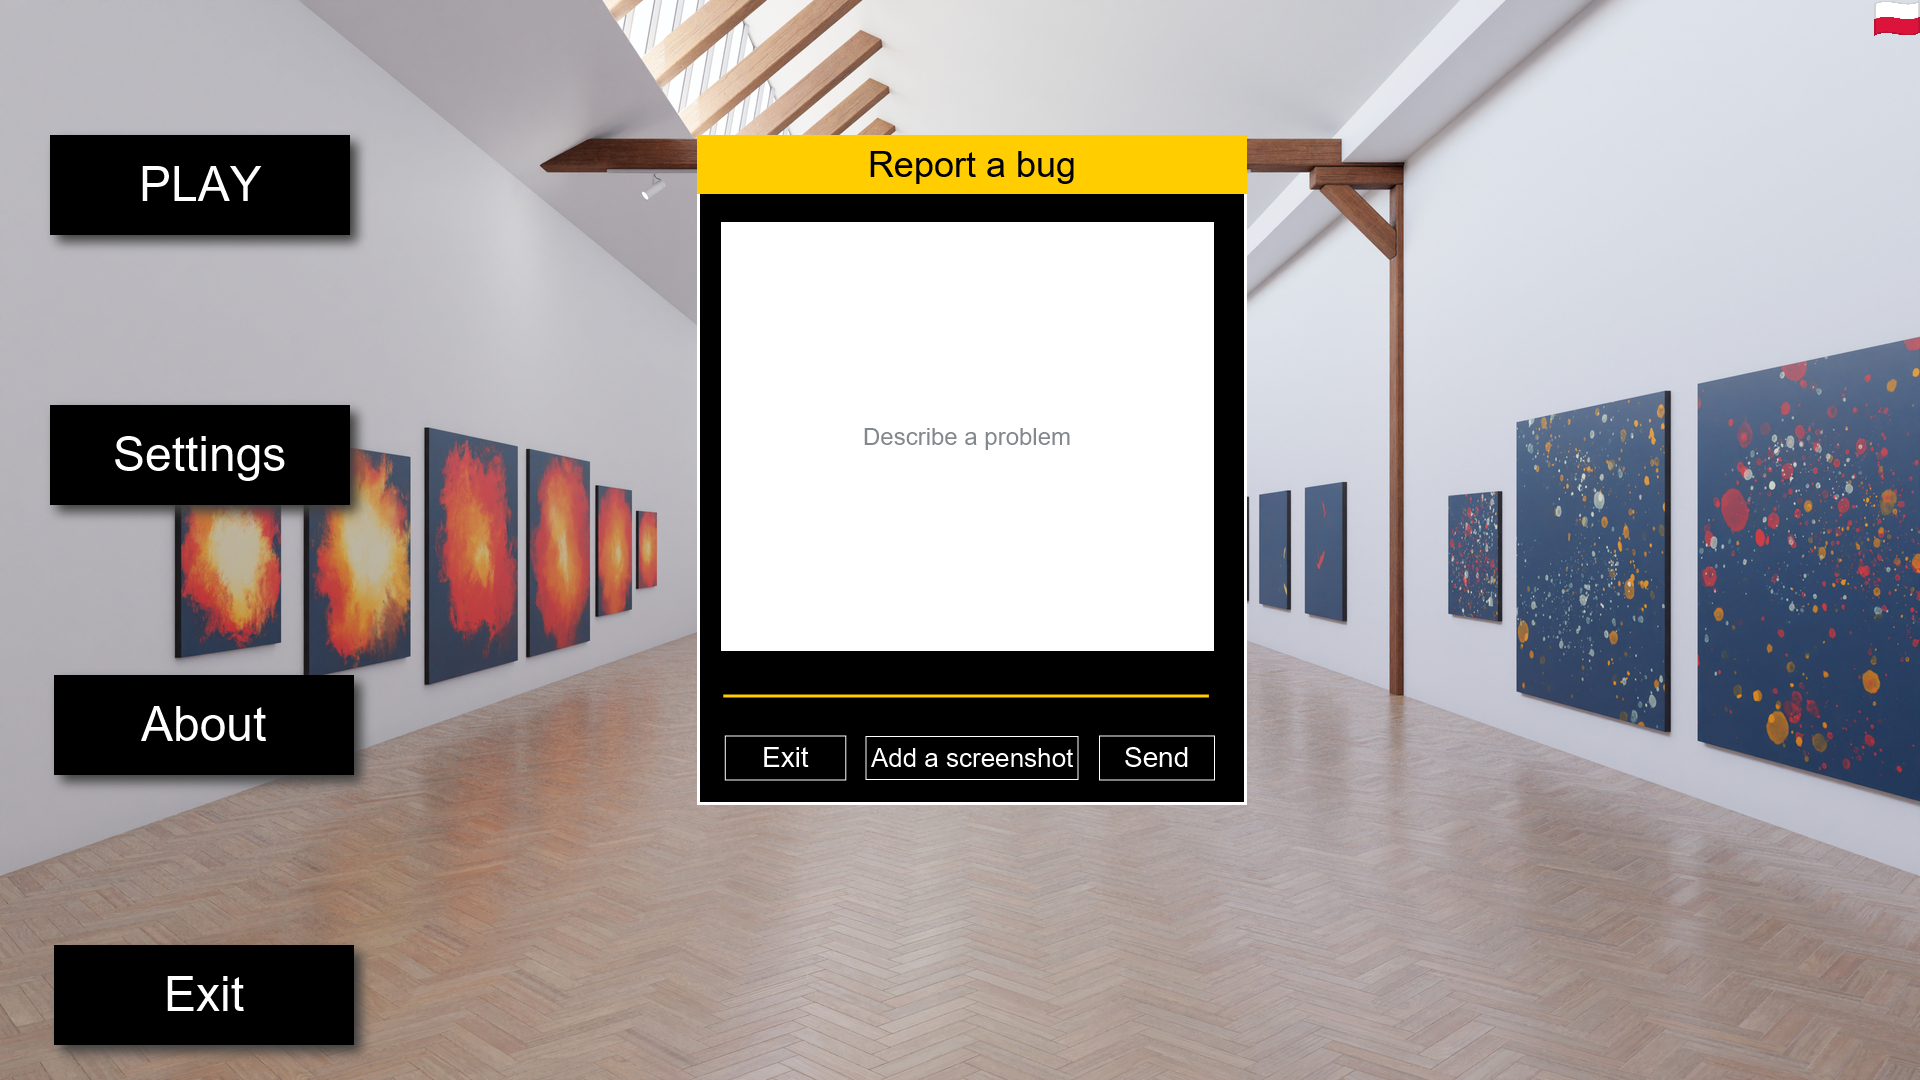 PLAY
Settings
About
Exit
Report a bug
Describe a problem
Exit
Add a screenshot
Send